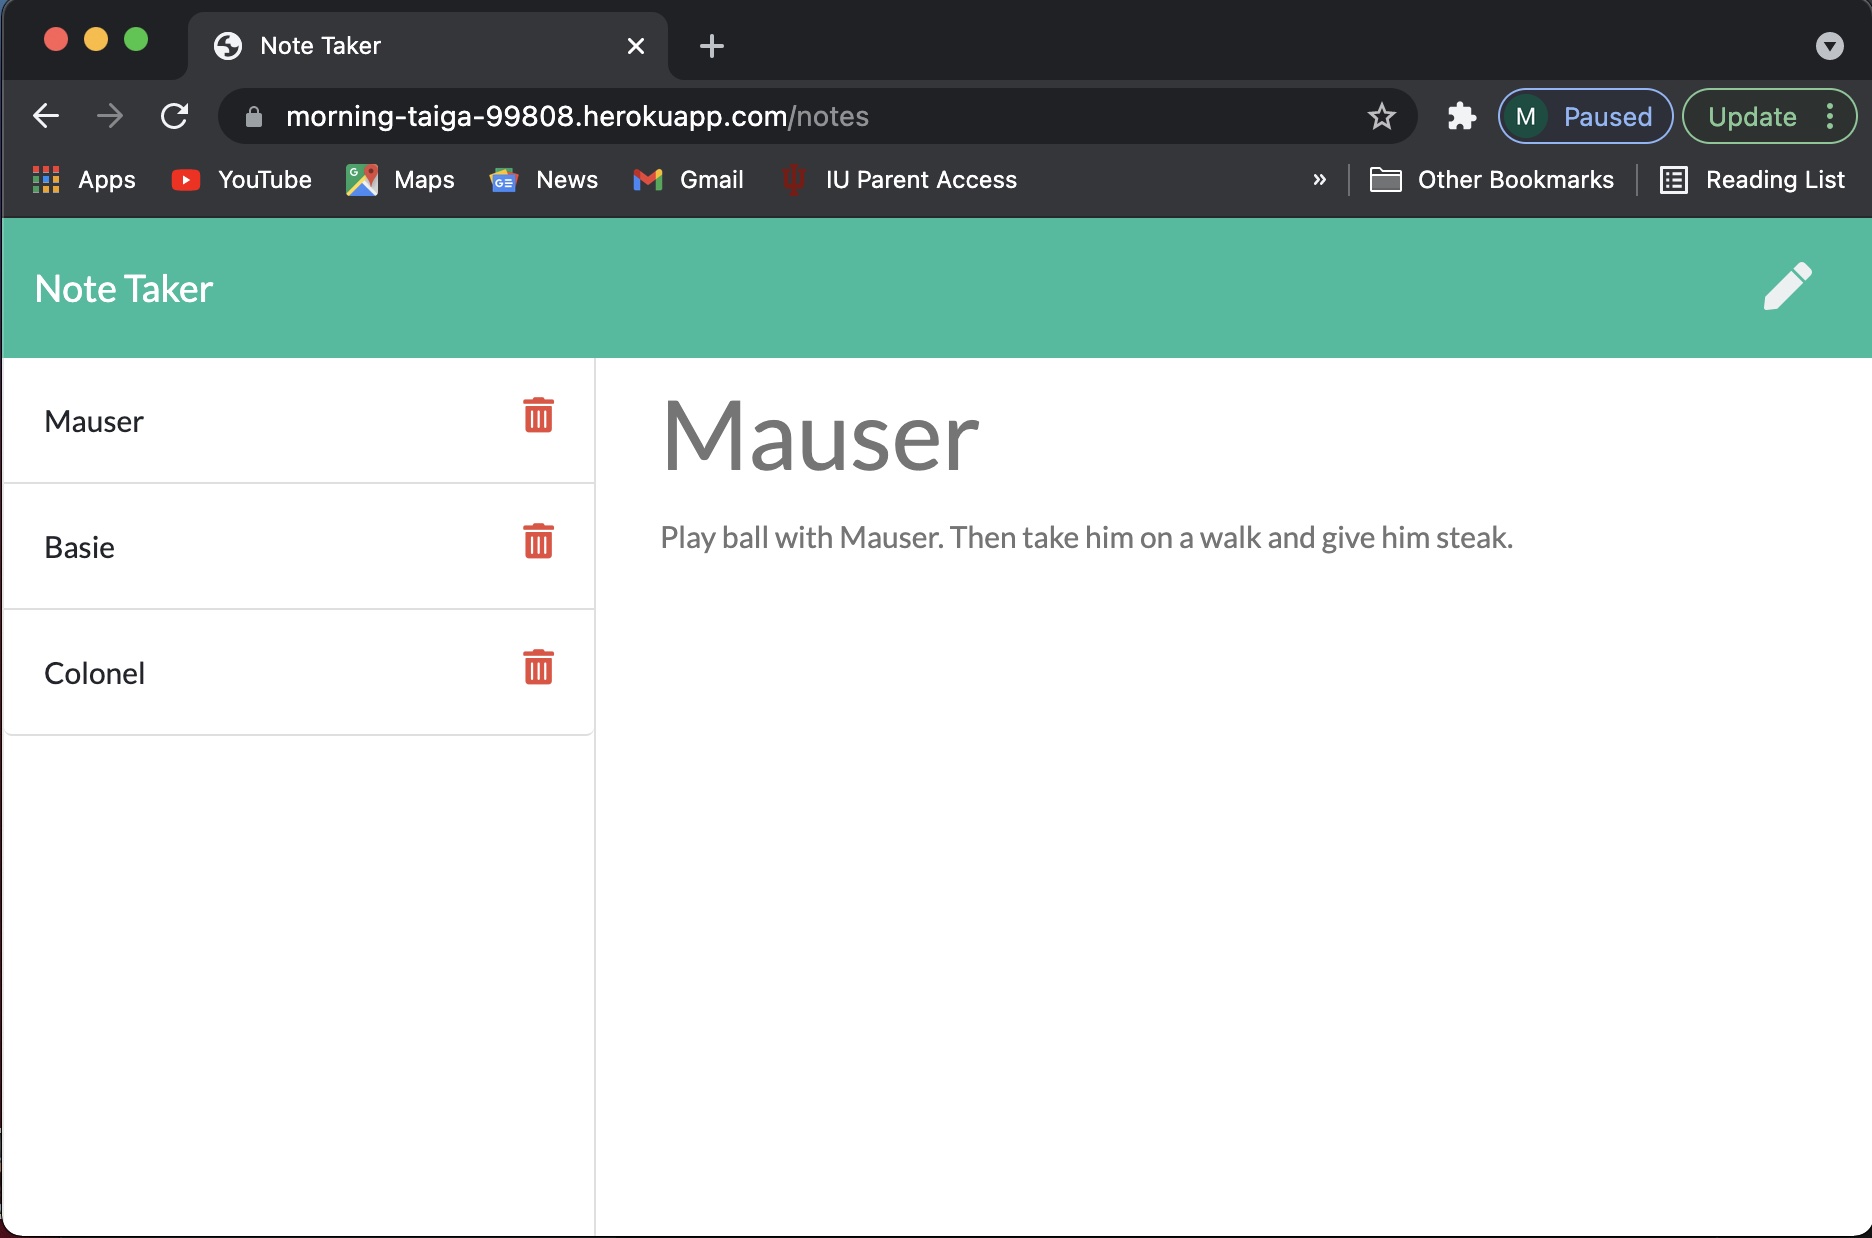 Note Taker
morning-taiga-99808.herokuapp.com/notes
M Paused Update
Apps YouTube Maps News Gmail IU Parent Access » Other Bookmarks Reading List
Note Taker
Mauser
Basie
Colonel
Mauser
Play ball with Mauser. Then take him on a walk and give him steak.